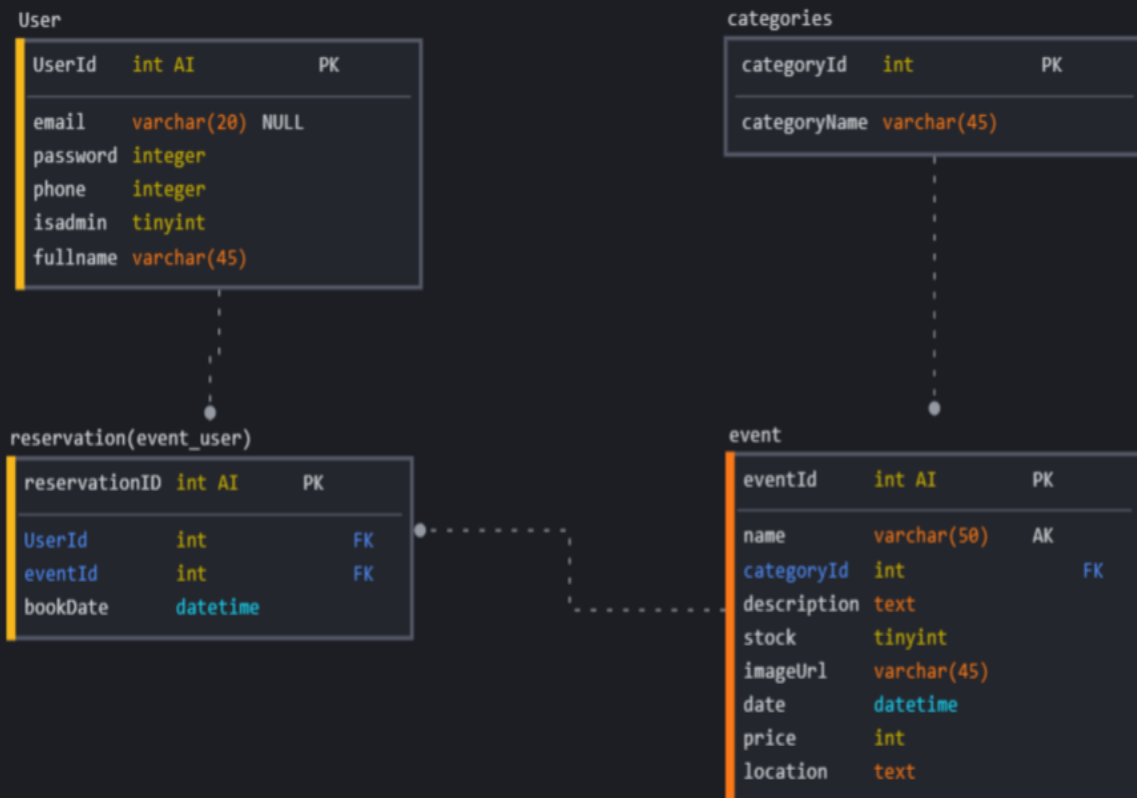 User
UserId int AI PK
email varchar(20) NULL
password integer
phone integer
isadmin tinyint
fullname varchar(45)
categories
categoryId int PK
categoryName varchar(45)
reservation(event_user)
reservationID int AI PK
UserId int FK
eventId int FK
bookDate datetime
event
eventId int AI PK
name varchar(50) AK
categoryId int FK
description text
stock tinyint
imageUrl varchar(45)
date datetime
price int
location text